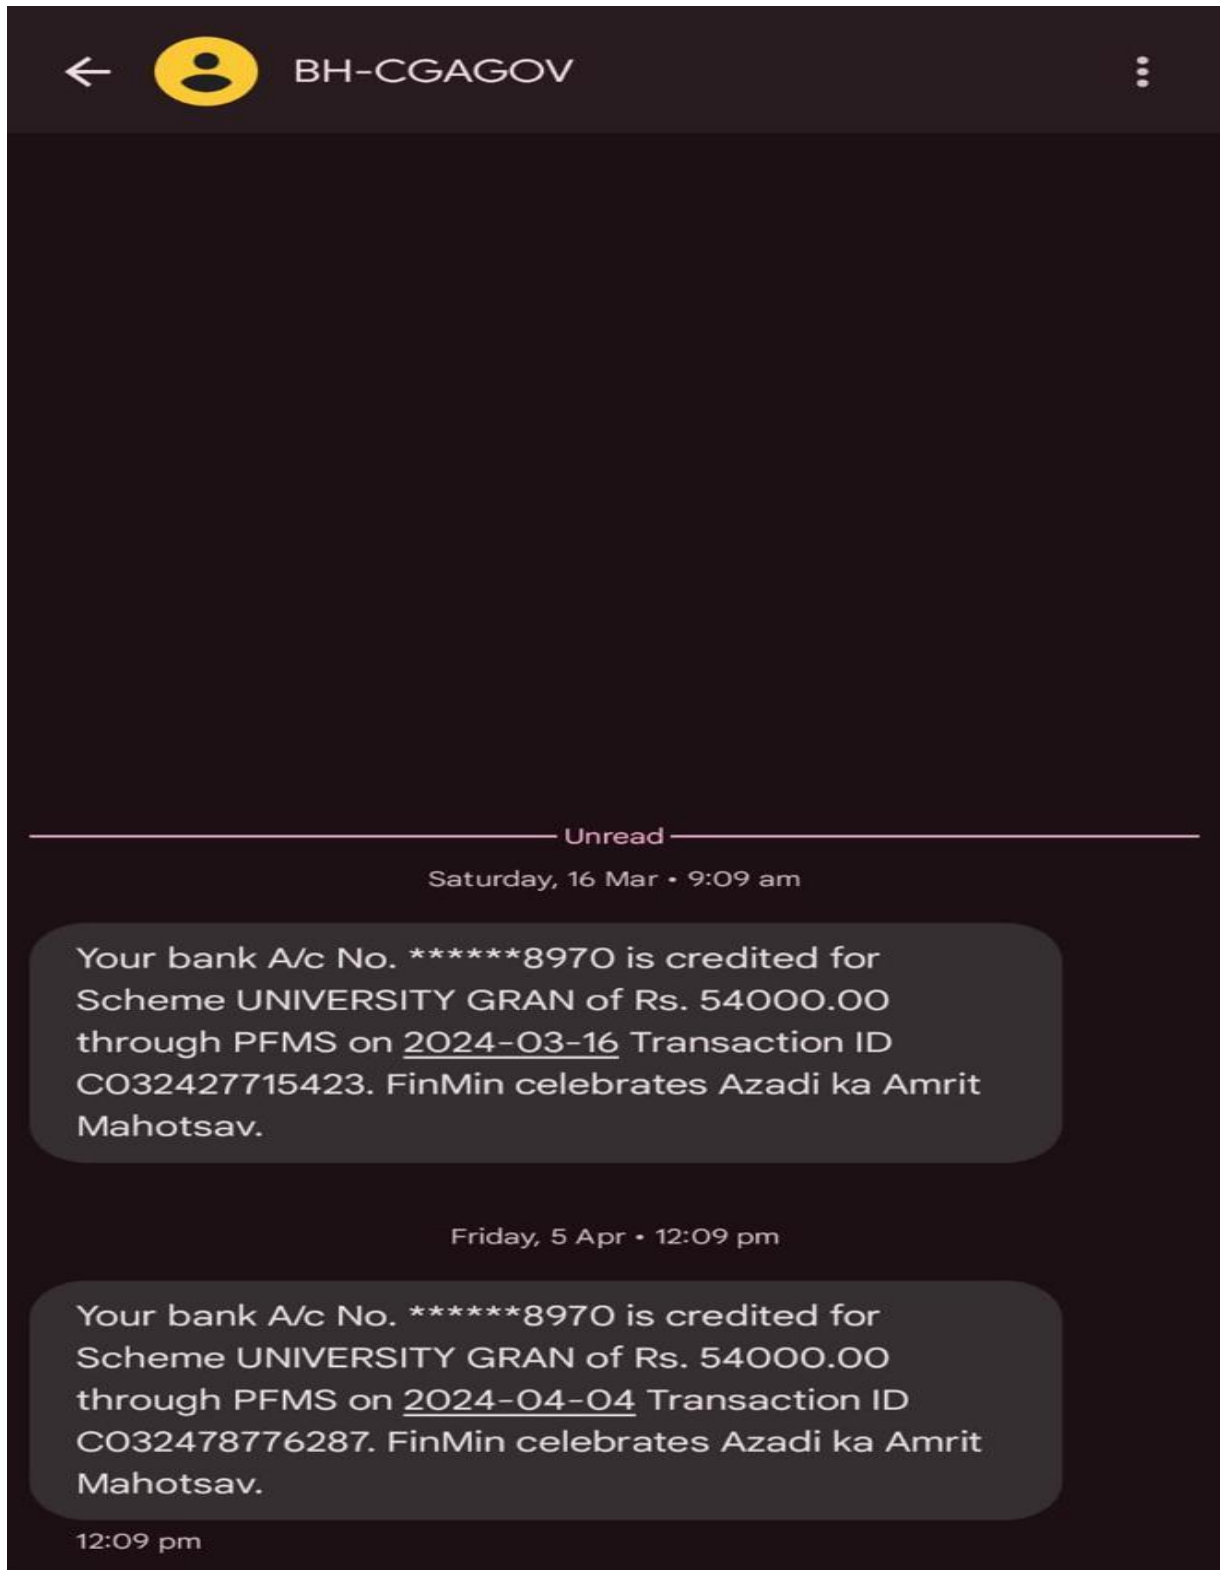 BH-CGAGOV
Unread
Saturday, 16 Mar • 9:09 am
Your bank A/c No. ******8970 is credited for
Scheme UNIVERSITY GRAN of Rs. 54000.00
through PFMS on 2024-03-16 Transaction ID
C032427715423. FinMin celebrates Azadi ka Amrit
Mahotsav.
Friday, 5 Apr • 12:09 pm
Your bank A/c No. ******8970 is credited for
Scheme UNIVERSITY GRAN of Rs. 54000.00
through PFMS on 2024-04-04 Transaction ID
C032478776287. FinMin celebrates Azadi ka Amrit
Mahotsav.
12:09 pm